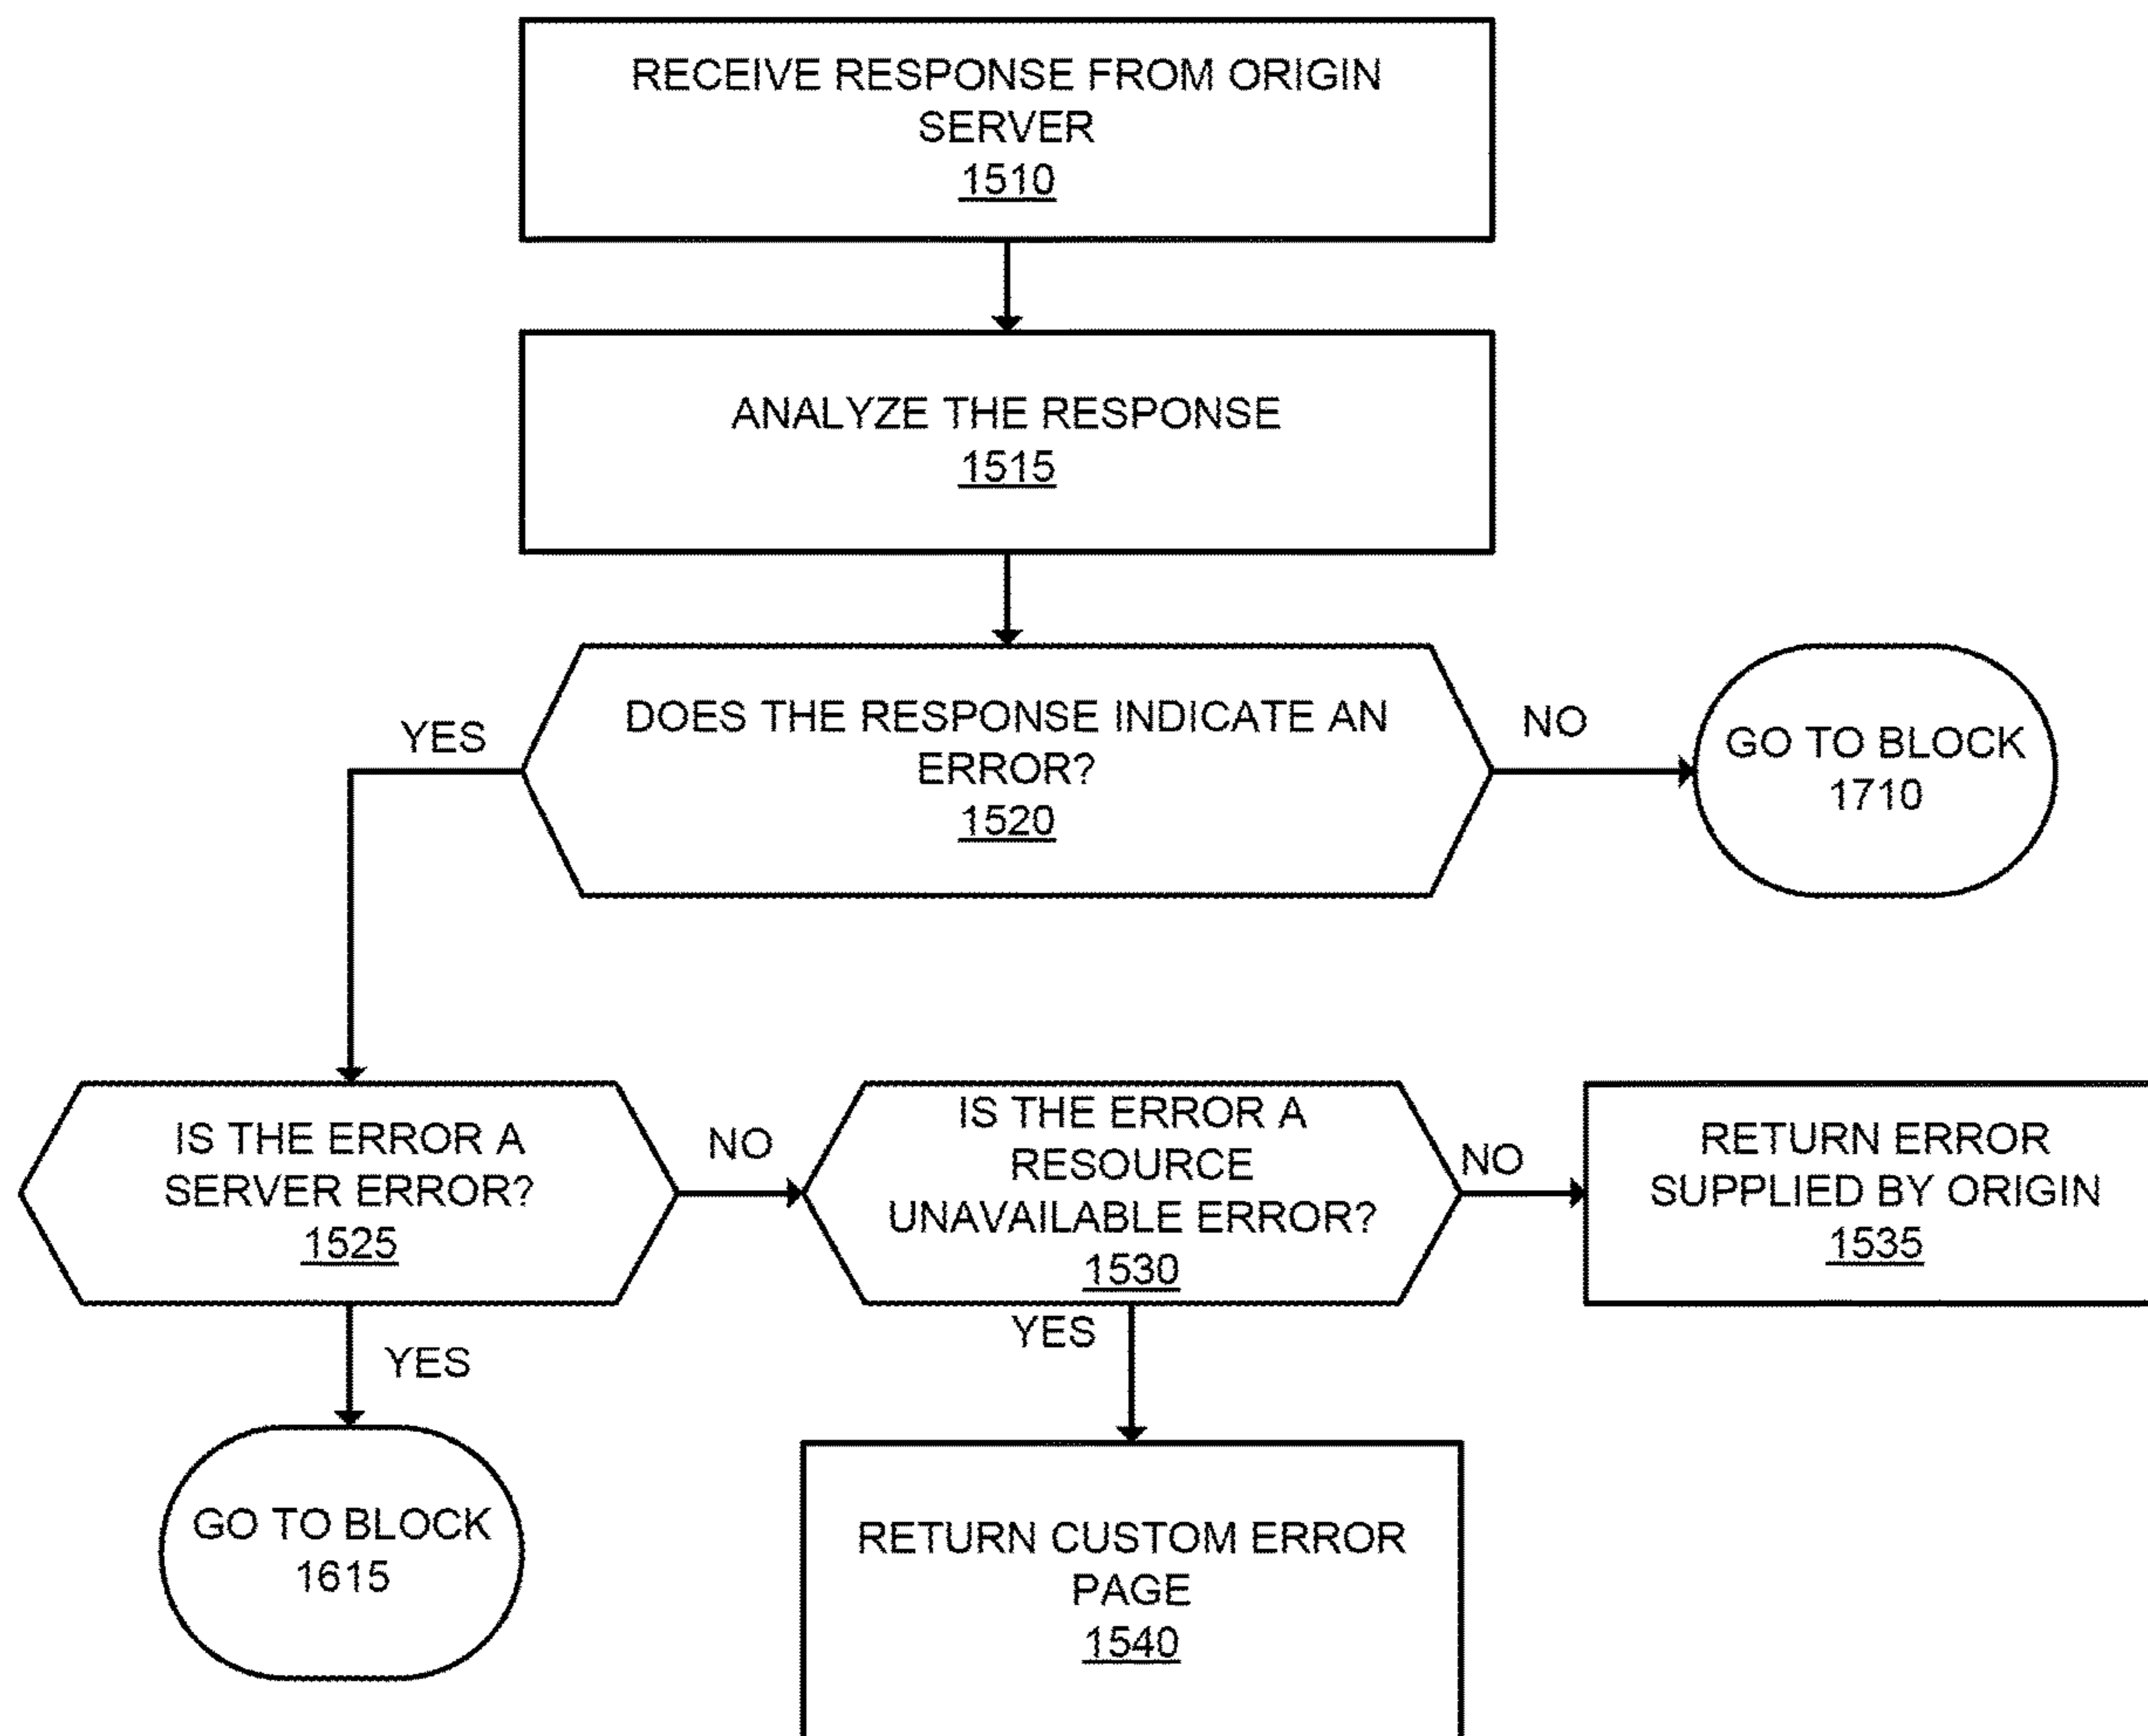 RECEIVE RESPONSE FROM ORIGIN
SERVER
1510
ANALYZE THE RESPONSE
1515
DOES THE RESPONSE INDICATE AN
ERROR?
1520
YES
NO
GO TO BLOCK
1710
IS THE ERROR A
SERVER ERROR?
1525
NO
IS THE ERROR A
RESOURCE
UNAVAILABLE ERROR?
1530
NO
RETURN ERROR
SUPPLIED BY ORIGIN
1535
YES
GO TO BLOCK
1615
YES
RETURN CUSTOM ERROR
PAGE
1540